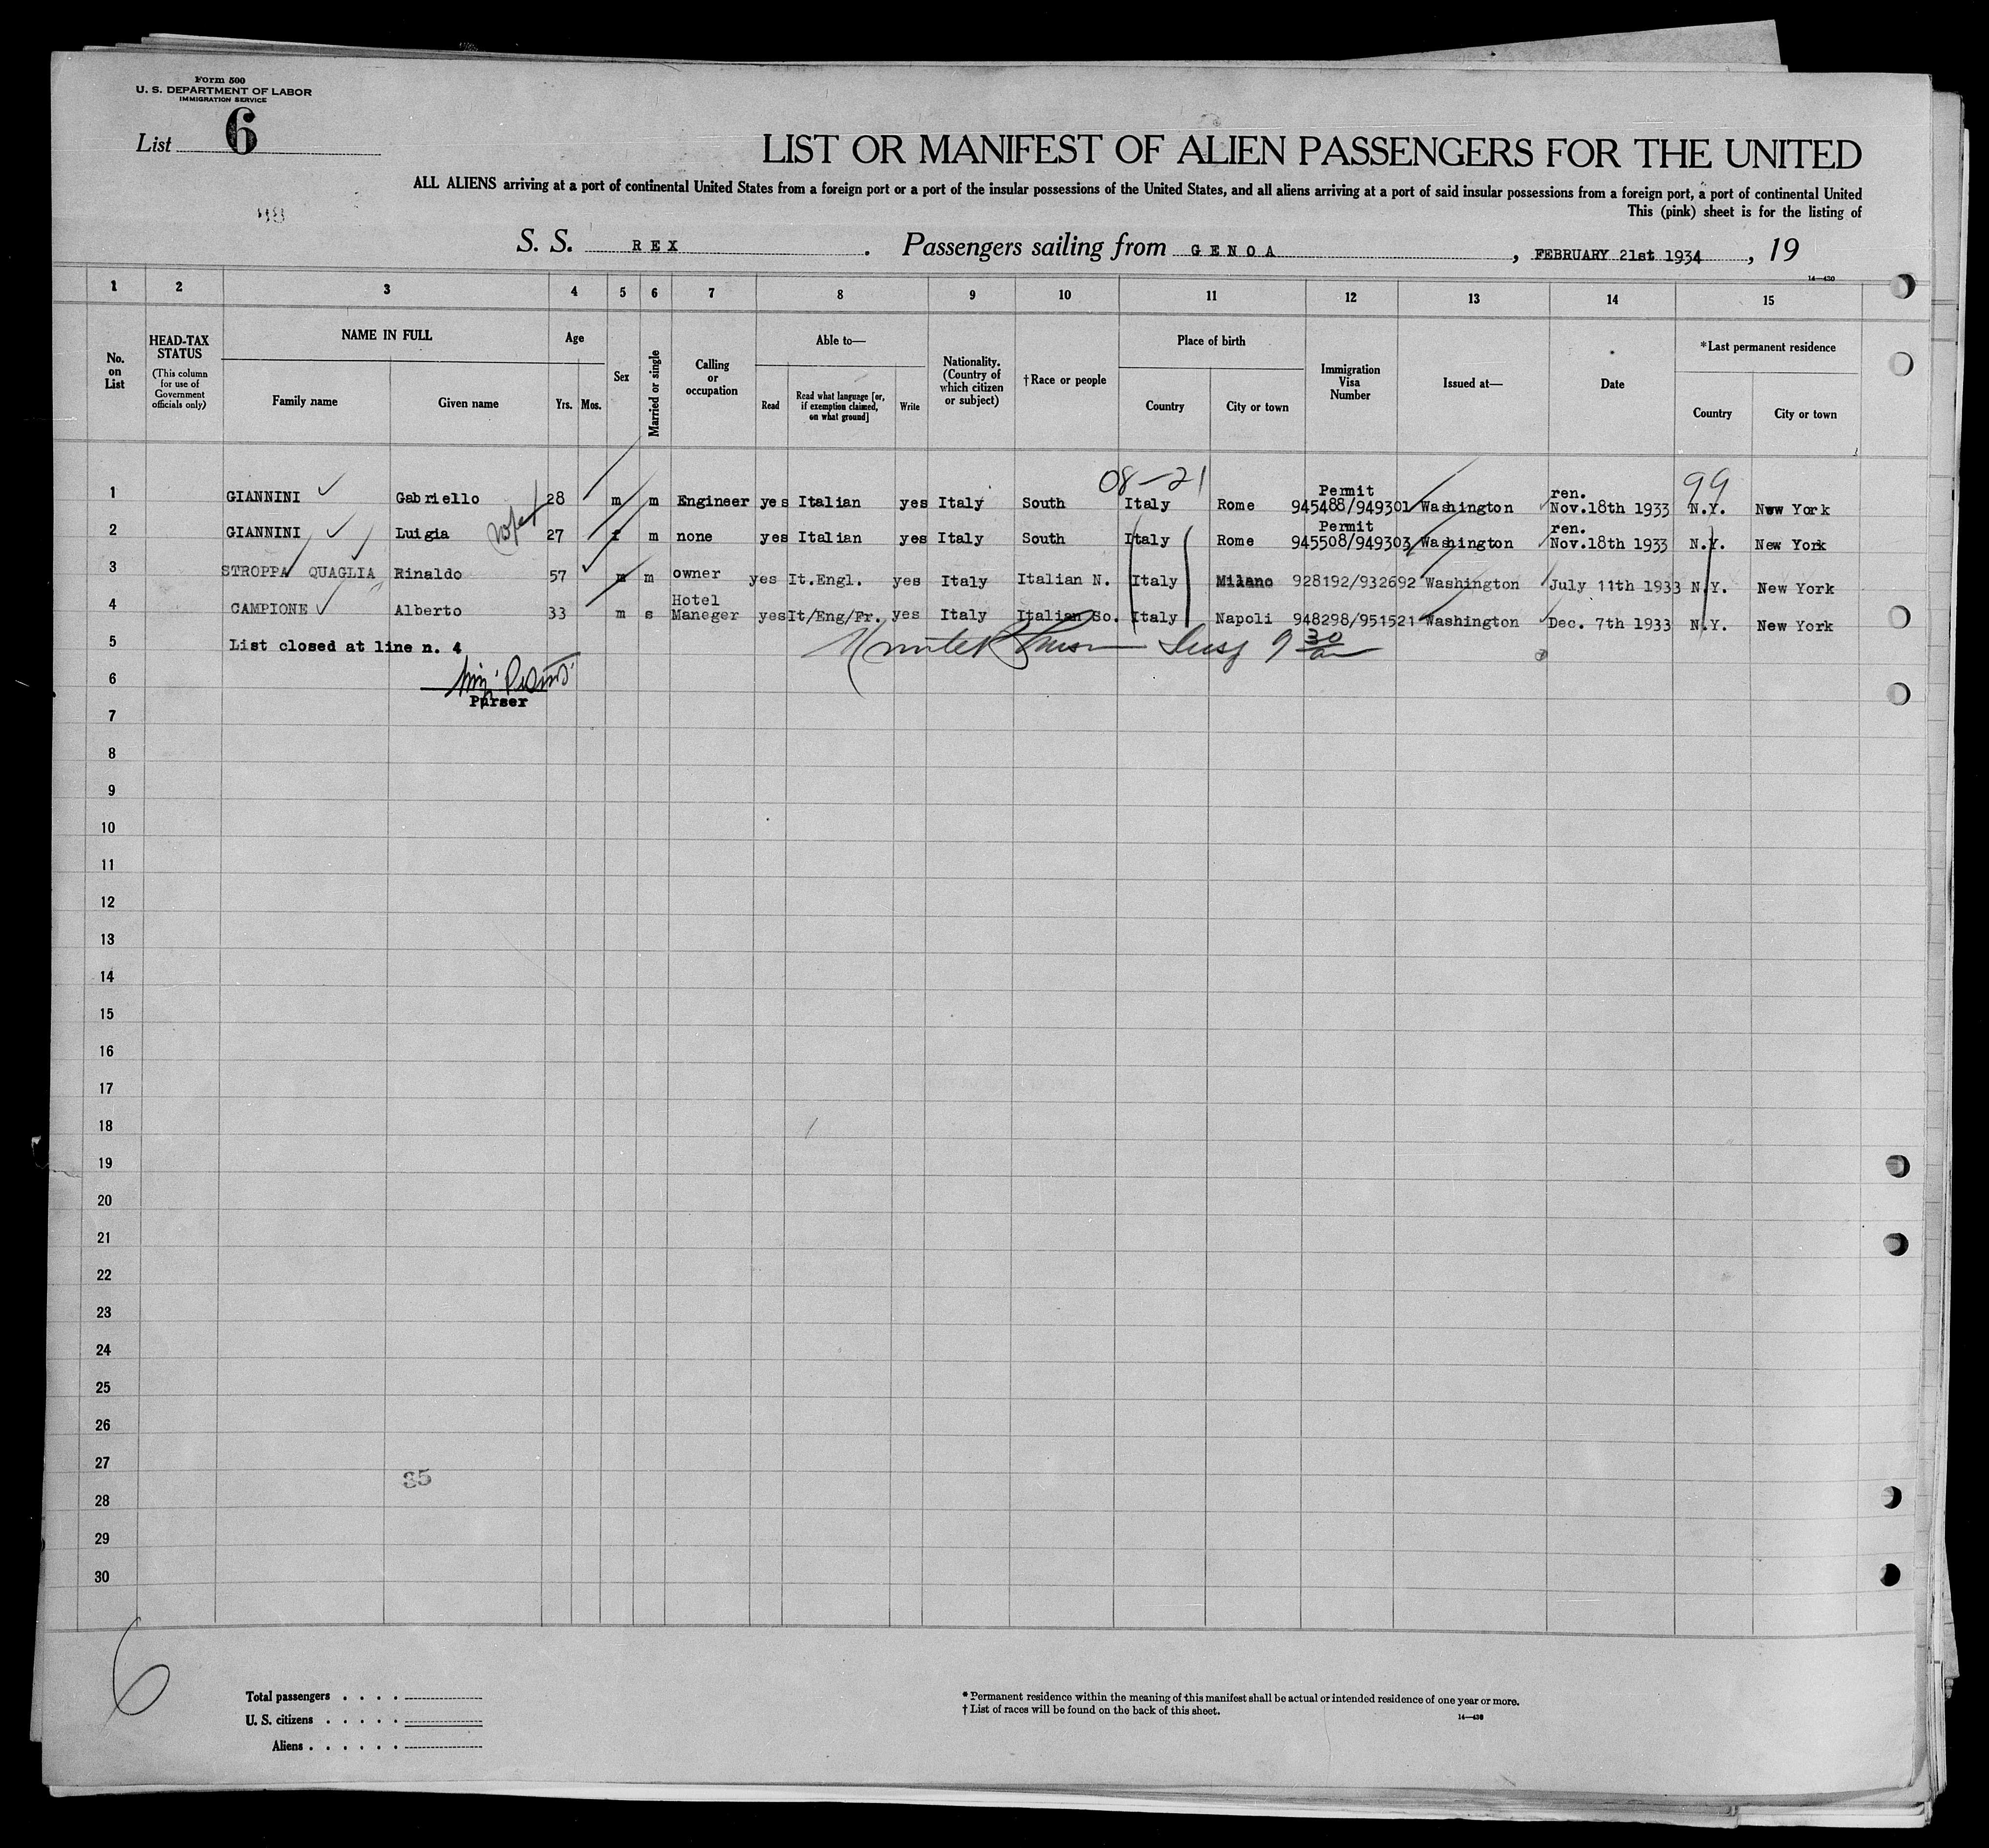 Form 500
U. S. DEPARTMENT OF LABOR
IMMIGRATION SERVICE
List 6
LIST OR MANIFEST OF ALIEN PASSENGERS FOR THE UNITED
ALL ALIENS arriving at a port of continental United States from a foreign port or a port of the insular possessions of the United States, and all aliens arriving at a port of said insular possessions from a foreign port, a port of continental United
This (pink) sheet is for the listing of
98
S. S. REX . Passengers sailing from GENOA , FEBRUARY 21st 1934 , 19
14—430
1 2 3 4 5 6 7 8 9 10 11 12 13 14 15
No. on List
HEAD-TAX STATUS (This column for use of Government officials only)
NAME IN FULL
Family name Given name
Age
Yrs. Mos.
Sex
Married or single
Calling or occupation
Able to—
Read Read what language [or, if exemption claimed, on what ground] Write
Nationality. (Country of which citizen or subject)
†Race or people
Place of birth
Country City or town
Immigration Visa Number
Issued at—
Date
*Last permanent residence
Country City or town
08-21 99
Permit ren.
1 GIANNINI Gabriello 28 m m Engineer yes Italian yes Italy South Italy Rome 945488/949301 Washington Nov.18th 1933 N.Y. New York
Permit ren.
2 GIANNINI Luigia 27 f m none yes Italian yes Italy South Italy Rome 945508/949303 Washington Nov.18th 1933 N.Y. New York
3 STROPPA QUAGLIA Rinaldo 57 m m owner yes It.Engl. yes Italy Italian N. Italy Milano 928192/932692 Washington July 11th 1933 N.Y. New York
4 CAMPIONE Alberto 33 m s Hotel Maneger yes It/Eng/Fr. yes Italy Italian So. Italy Napoli 948298/951521 Washington Dec. 7th 1933 N.Y. New York
5 List closed at line n. 4
9 30
6
Purser
7
8
9
10
11
12
13
14
15
16
17
18
19
20
21
22
23
24
25
26
27
35
28
29
30
6
Total passengers . . . .
U. S. citizens . . . . .
Aliens . . . . . .
* Permanent residence within the meaning of this manifest shall be actual or intended residence of one year or more.
† List of races will be found on the back of this sheet.
14—430